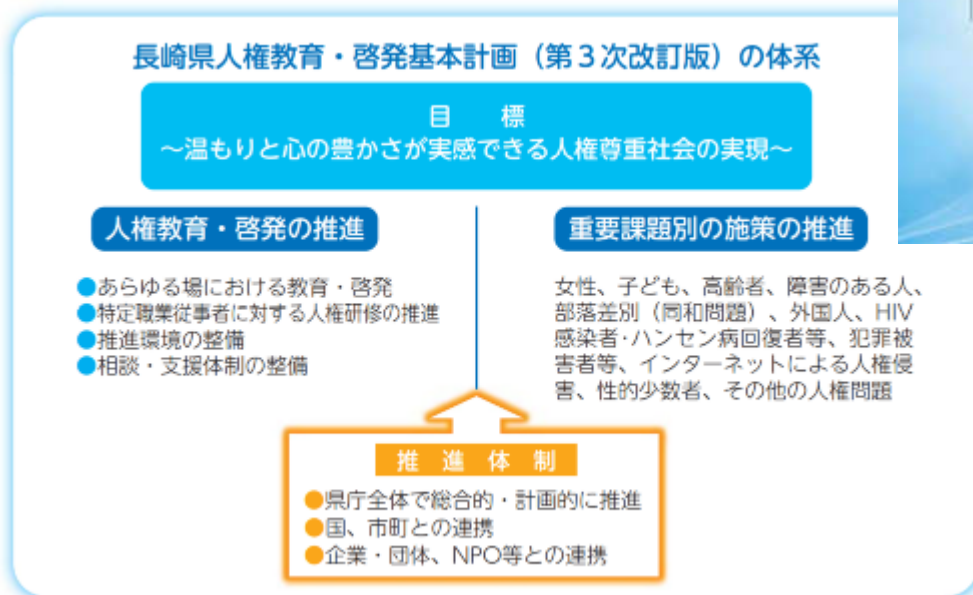 長崎県人権教育・啓発基本計画（第３次改訂版）の体系
目　標
～温もりと心の豊かさが実感できる人権尊重社会の実現～
人権教育・啓発の推進
●あらゆる場における教育・啓発
●特定職業従事者に対する人権研修の推進
●推進環境の整備
●相談・支援体制の整備
重要課題別の施策の推進
女性、子ども、高齢者、障害のある人、
部落差別（同和問題）、外国人、HIV
感染者・ハンセン病回復者等、犯罪被
害者等、インターネットによる人権侵
害、性的少数者、その他の人権問題
推　進　体　制
●県庁全体で総合的・計画的に推進
●国、市町との連携
●企業・団体、NPO等との連携